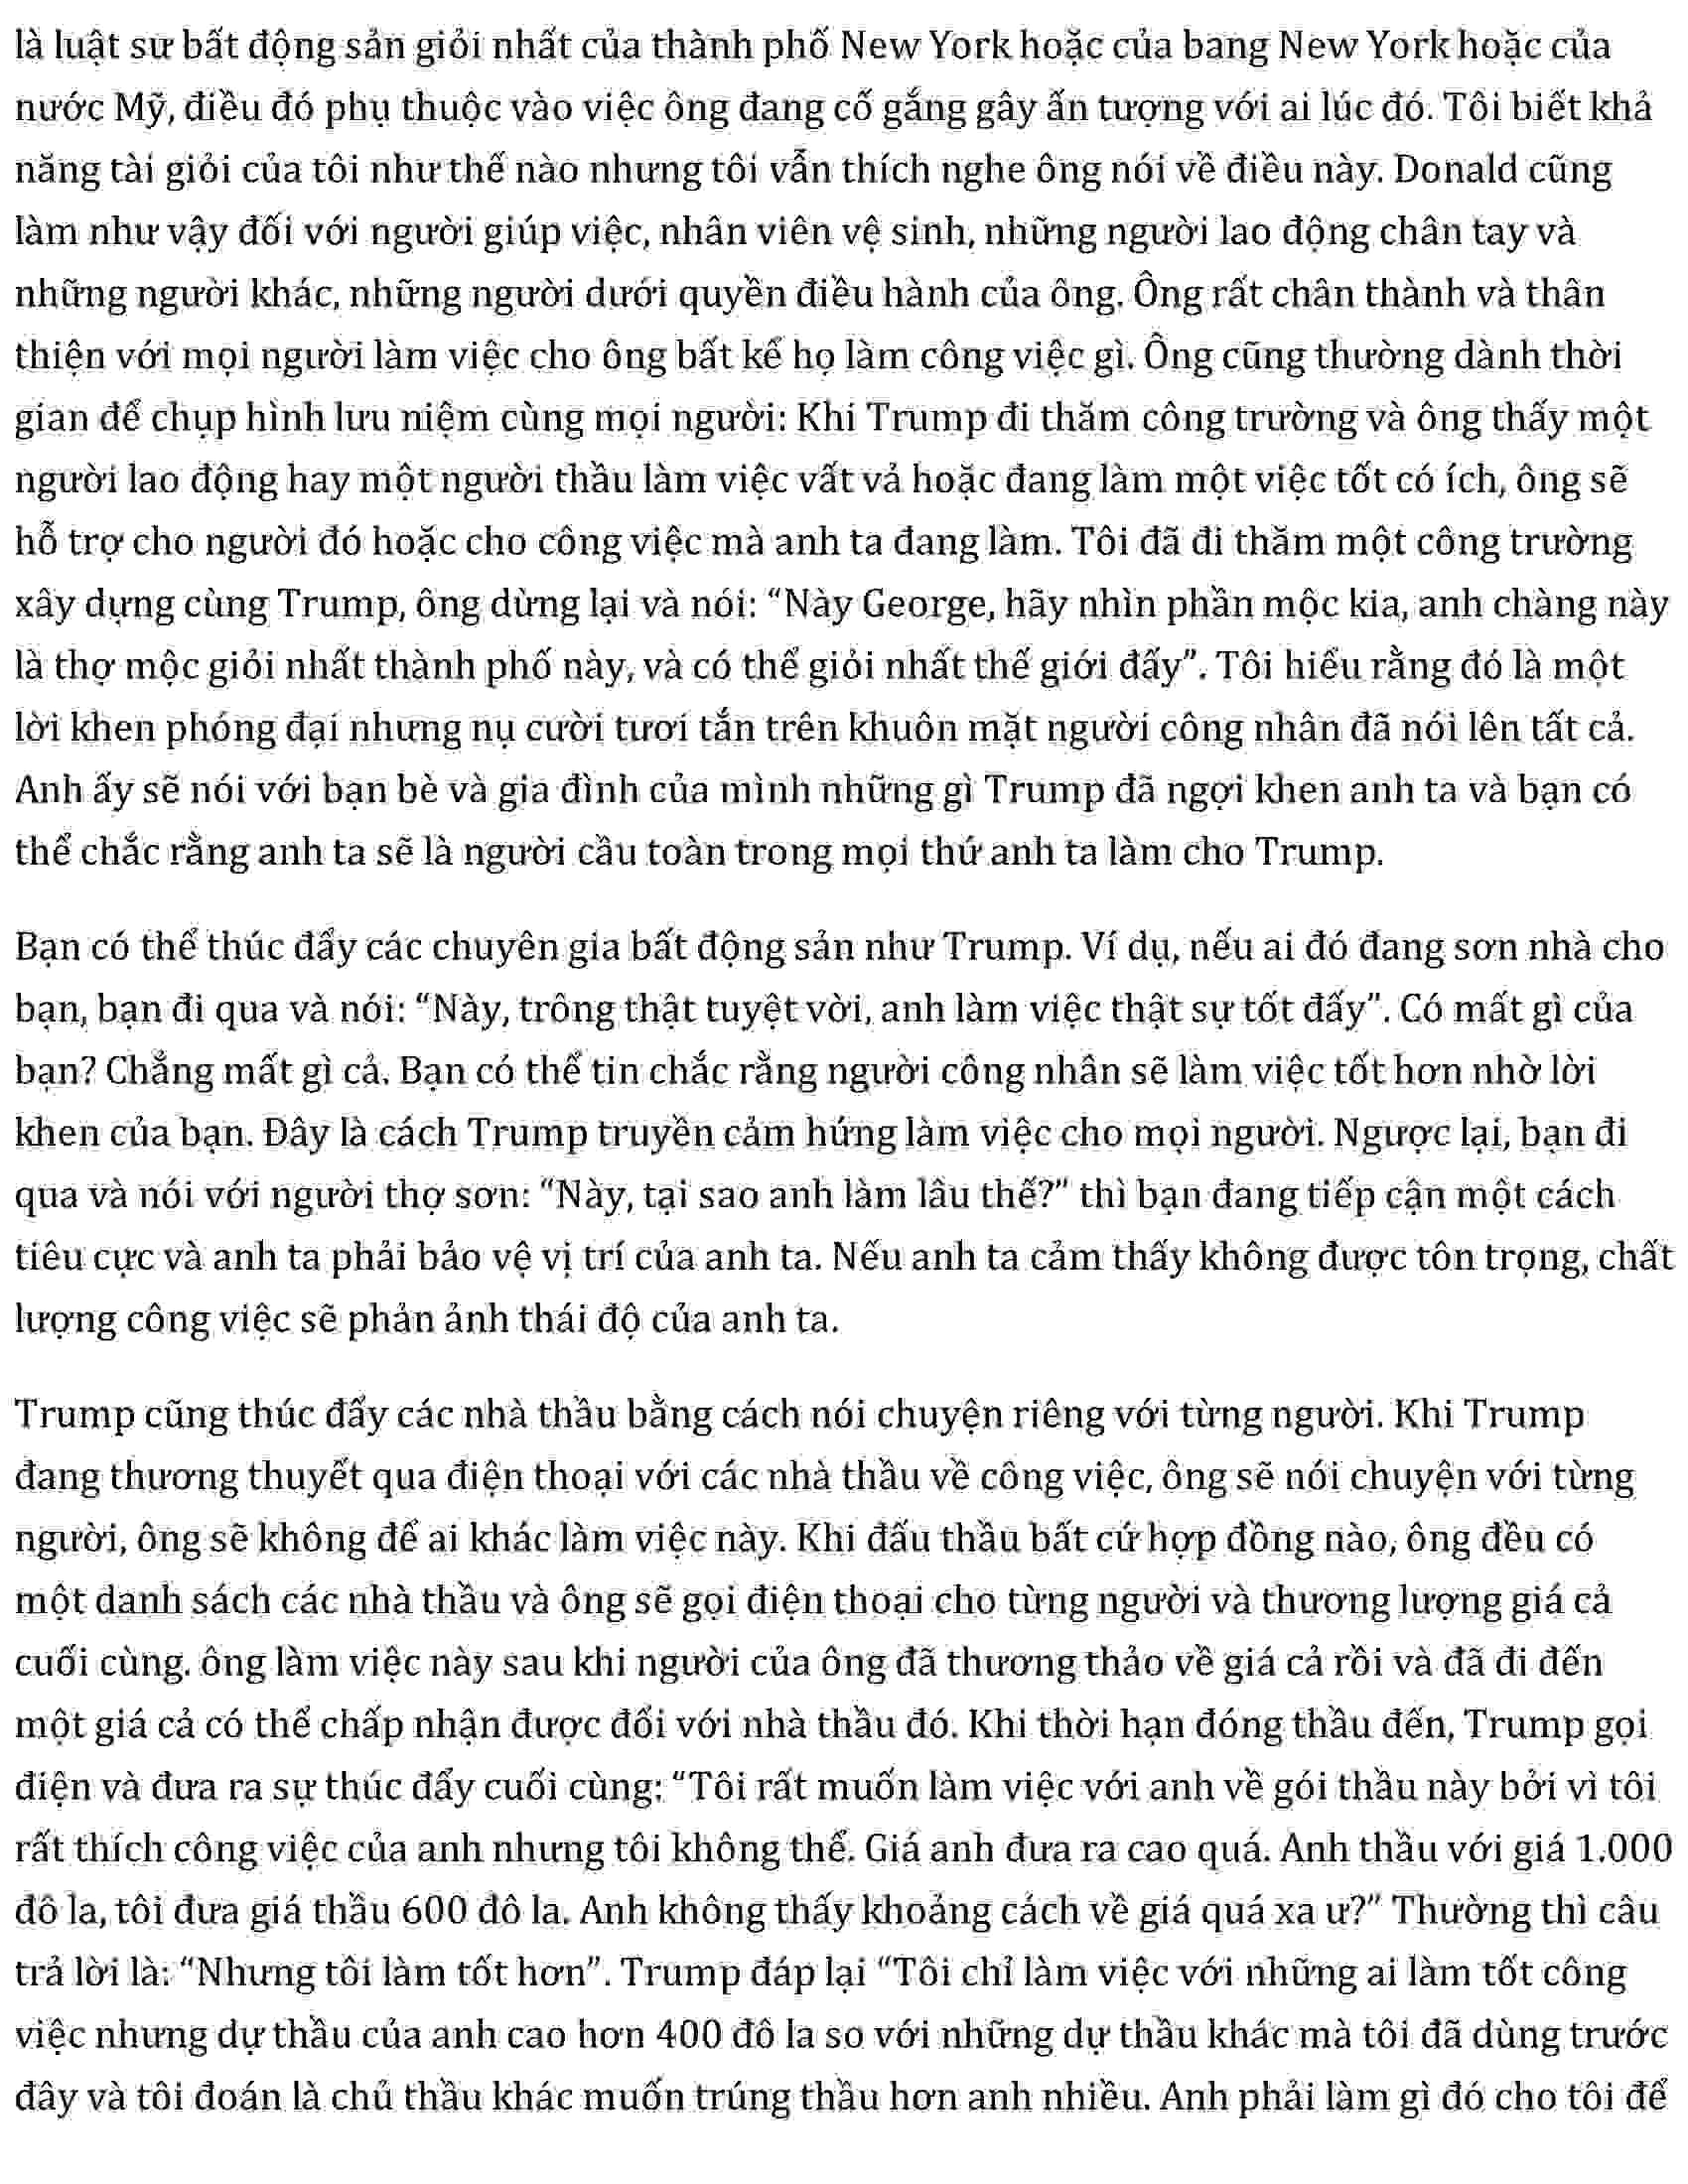 là luật sư bất động sản giỏi nhất của thành phố New York hoặc của bang New York hoặc của
nước Mỹ, điều đó phụ thuộc vào việc ông đang cố gắng gây ấn tượng với ai lúc đó. Tôi biết khả
năng tài giỏi của tôi như thế nào nhưng tôi vẫn thích nghe ông nói về điều này. Donald cũng
làm như vậy đối với người giúp việc, nhân viên vệ sinh, những người lao động chân tay và
những người khác, những người dưới quyền điều hành của ông. Ông rất chân thành và thân
thiện với mọi người làm việc cho ông bất kể họ làm công việc gì. Ông cũng thường dành thời
gian để chụp hình lưu niệm cùng mọi người: Khi Trump đi thăm công trường và ông thấy một
người lao động hay một người thầu làm việc vất vả hoặc đang làm một việc tốt có ích, ông sẽ
hỗ trợ cho người đó hoặc cho công việc mà anh ta đang làm. Tôi đã đi thăm một công trường
xây dựng cùng Trump, ông dừng lại và nói: “Này George, hãy nhìn phần mộc kia, anh chàng này
là thợ mộc giỏi nhất thành phố này, và có thể giỏi nhất thế giới đấy”. Tôi hiểu rằng đó là một
lời khen phóng đại nhưng nụ cười tươi tắn trên khuôn mặt người công nhân đã nói lên tất cả.
Anh ấy sẽ nói với bạn bè và gia đình của mình những gì Trump đã ngợi khen anh ta và bạn có
thể chắc rằng anh ta sẽ là người cầu toàn trong mọi thứ anh ta làm cho Trump.
Bạn có thể thúc đẩy các chuyên gia bất động sản như Trump. Ví dụ, nếu ai đó đang sơn nhà cho
bạn, bạn đi qua và nói: “Này, trông thật tuyệt vời, anh làm việc thật sự tốt đấy”. Có mất gì của
bạn? Chẳng mất gì cả. Bạn có thể tin chắc rằng người công nhân sẽ làm việc tốt hơn nhờ lời
khen của bạn. Đây là cách Trump truyền cảm hứng làm việc cho mọi người. Ngược lại, bạn đi
qua và nói với người thợ sơn: “Này, tại sao anh làm lâu thế?” thì bạn đang tiếp cận một cách
tiêu cực và anh ta phải bảo vệ vị trí của anh ta. Nếu anh ta cảm thấy không được tôn trọng, chất
lượng công việc sẽ phản ảnh thái độ của anh ta.
Trump cũng thúc đẩy các nhà thầu bằng cách nói chuyện riêng với từng người. Khi Trump
đang thương thuyết qua điện thoại với các nhà thầu về công việc, ông sẽ nói chuyện với từng
người, ông sẽ không để ai khác làm việc này. Khi đấu thầu bất cứ hợp đồng nào, ông đều có
một danh sách các nhà thầu và ông sẽ gọi điện thoại cho từng người và thương lượng giá cả
cuối cùng. ông làm việc này sau khi người của ông đã thương thảo về giá cả rồi và đã đi đến
một giá cả có thể chấp nhận được đối với nhà thầu đó. Khi thời hạn đóng thầu đến, Trump gọi
điện và đưa ra sự thúc đẩy cuối cùng: “Tôi rất muốn làm việc với anh về gói thầu này bởi vì tôi
rất thích công việc của anh nhưng tôi không thể. Giá anh đưa ra cao quá. Anh thầu với giá 1.000
đô la, tôi đưa giá thầu 600 đô la. Anh không thấy khoảng cách về giá quá xa ư?” Thường thì câu
trả lời là: “Nhưng tôi làm tốt hơn”. Trump đáp lại “Tôi chỉ làm việc với những ai làm tốt công
việc nhưng dự thầu của anh cao hơn 400 đô la so với những dự thầu khác mà tôi đã dùng trước
đây và tôi đoán là chủ thầu khác muốn trúng thầu hơn anh nhiều. Anh phải làm gì đó cho tôi để